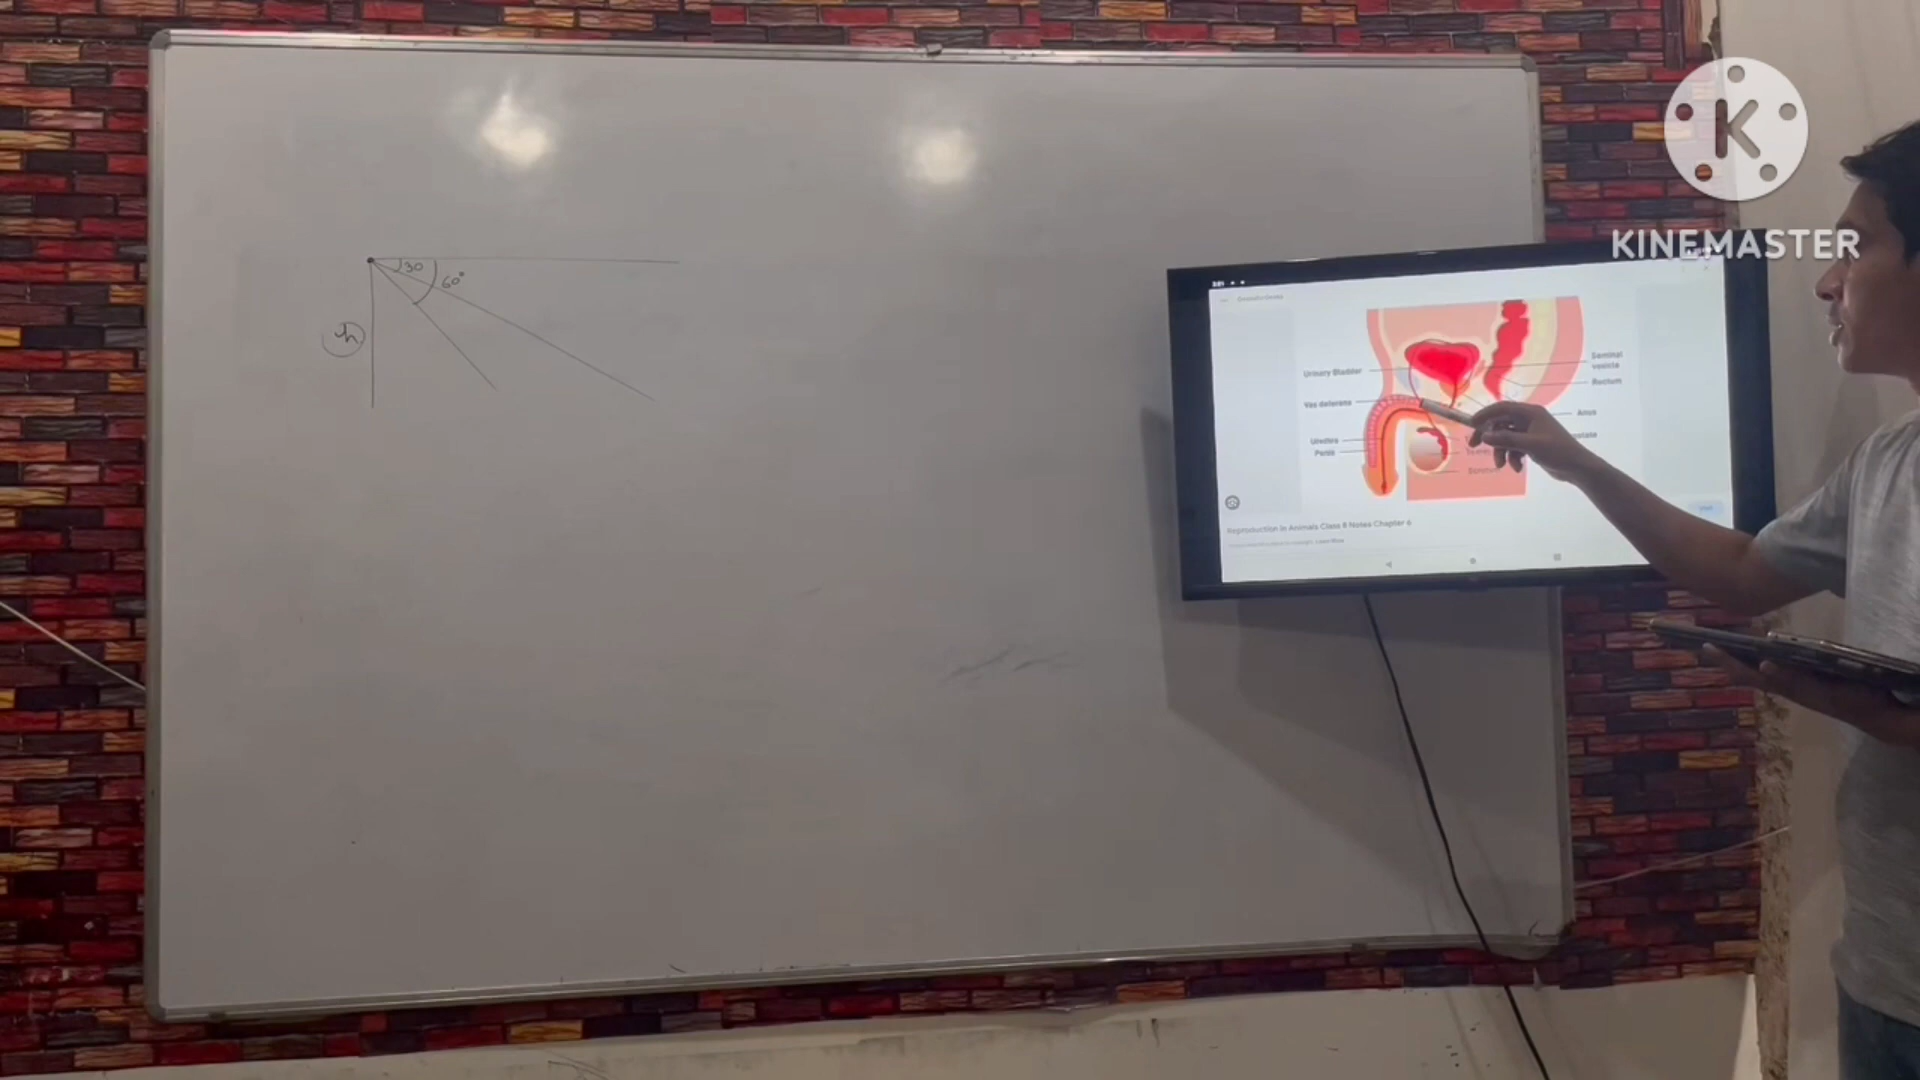 K
KINEMASTER
30
60°
h
Urinary Bladder
Vas deferens
Urethra
Penis
Seminal
vesicle
Rectum
Anus
Reproduction in Animals Class 8 Notes Chapter 6
Visit